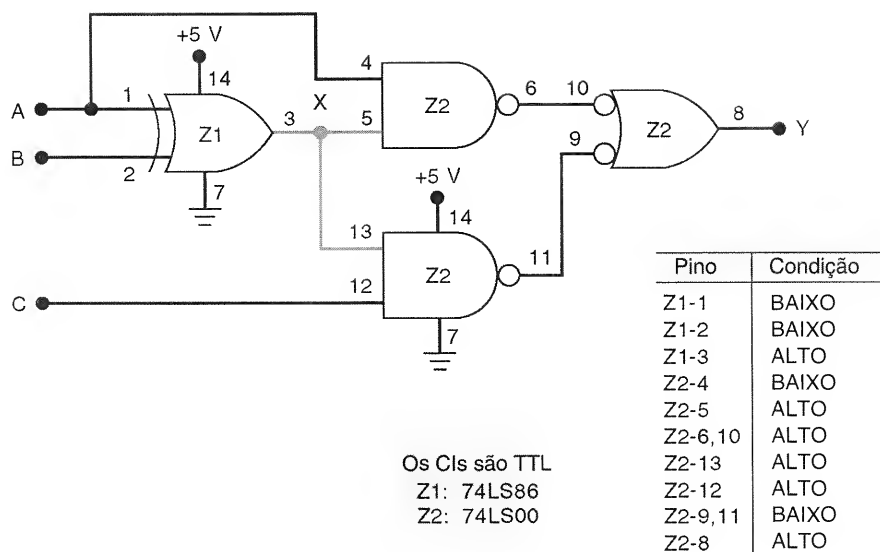 +5 V
14
A
1
Z1
3
X
B
2
7
4
5
Z2
6
10
9
Z2
8
Y
+5 V
14
13
12
Z2
11
7
C
Pino Condição
Z1-1 BAIXO
Z1-2 BAIXO
Z1-3 ALTO
Z2-4 BAIXO
Z2-5 ALTO
Z2-6,10 ALTO
Z2-13 ALTO
Z2-12 ALTO
Z2-9,11 BAIXO
Z2-8 ALTO
Os CIs são TTL
Z1: 74LS86
Z2: 74LS00